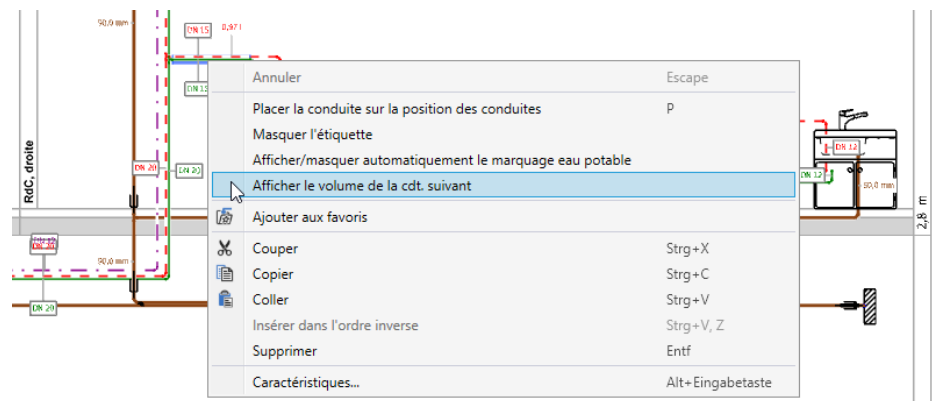 90,0 mm
DN 15
0,97 l
Annuler Escape
DN 12
Placer la conduite sur la position des conduites P
Masquer l'étiquette
Afficher/masquer automatiquement le marquage eau potable
Afficher le volume de la cdt. suivant
Ajouter aux favoris
Couper Strg+X
Copier Strg+C
Coller Strg+V
Insérer dans l'ordre inverse Strg+V, Z
Supprimer Entf
Caractéristiques... Alt+Eingabetaste
RdC, droite
DN 20
DN 20
DN 12
DN 12
50,0 mm
2,8 m
DN 20
90,0 mm
DN 20